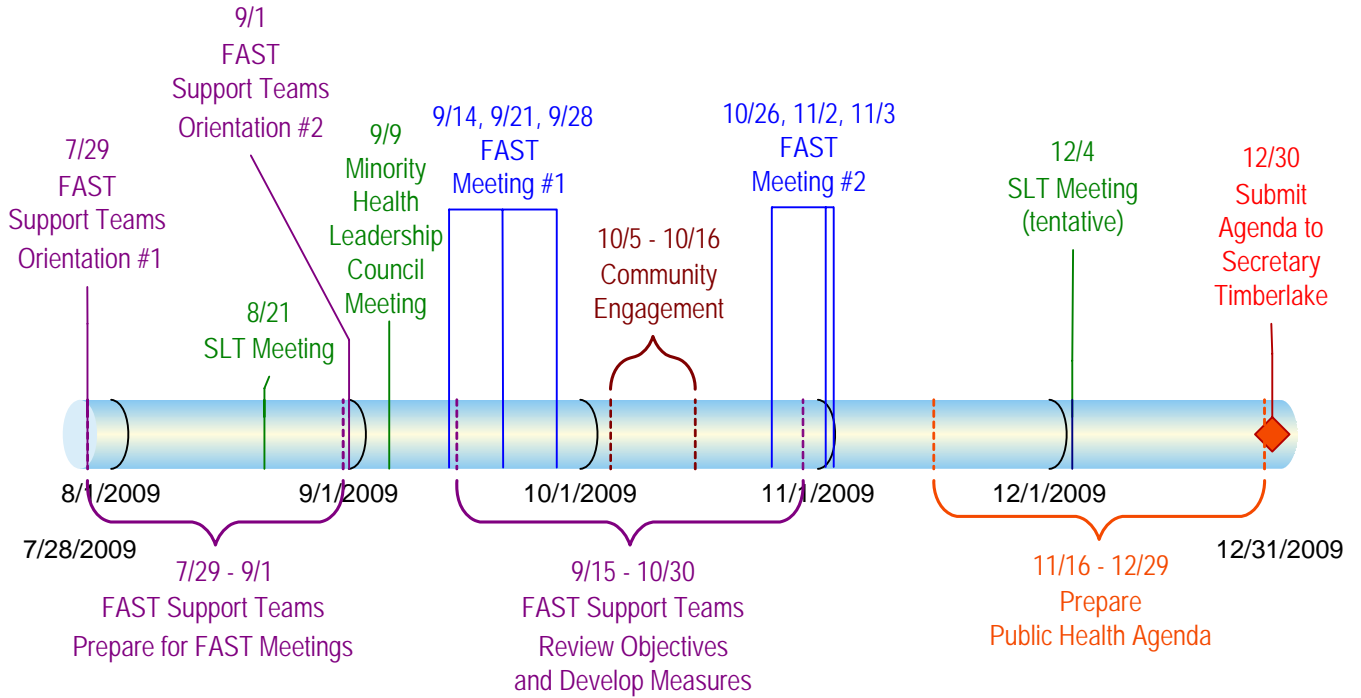 9/1
FAST
Support Teams
Orientation #2
7/29
FAST
Support Teams
Orientation #1
8/21
SLT Meeting
9/9
Minority
Health
Leadership
Council
Meeting
9/14, 9/21, 9/28
FAST
Meeting #1
10/5 - 10/16
Community
Engagement
10/26, 11/2, 11/3
FAST
Meeting #2
12/4
SLT Meeting
(tentative)
12/30
Submit
Agenda to
Secretary
Timberlake
8/1/2009
9/1/2009
10/1/2009
11/1/2009
12/1/2009
7/28/2009
12/31/2009
7/29 - 9/1
FAST Support Teams
Prepare for FAST Meetings
9/15 - 10/30
FAST Support Teams
Review Objectives
and Develop Measures
11/16 - 12/29
Prepare
Public Health Agenda